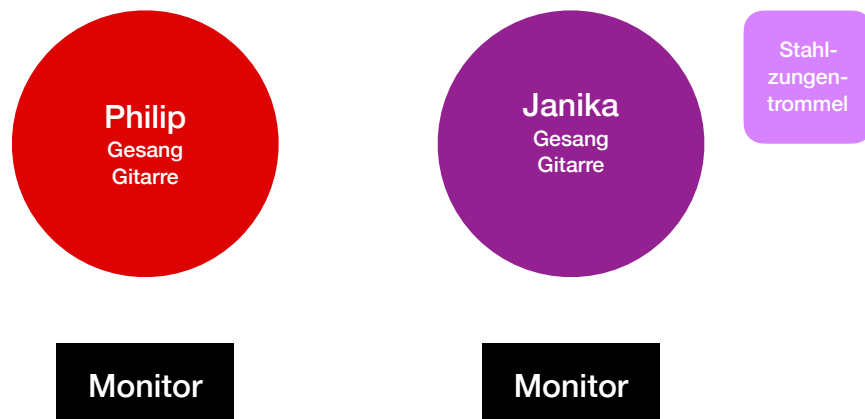 Philip
Gesang
Gitarre
Janika
Gesang
Gitarre
Stahl-
zungen-
trommel
Monitor
Monitor